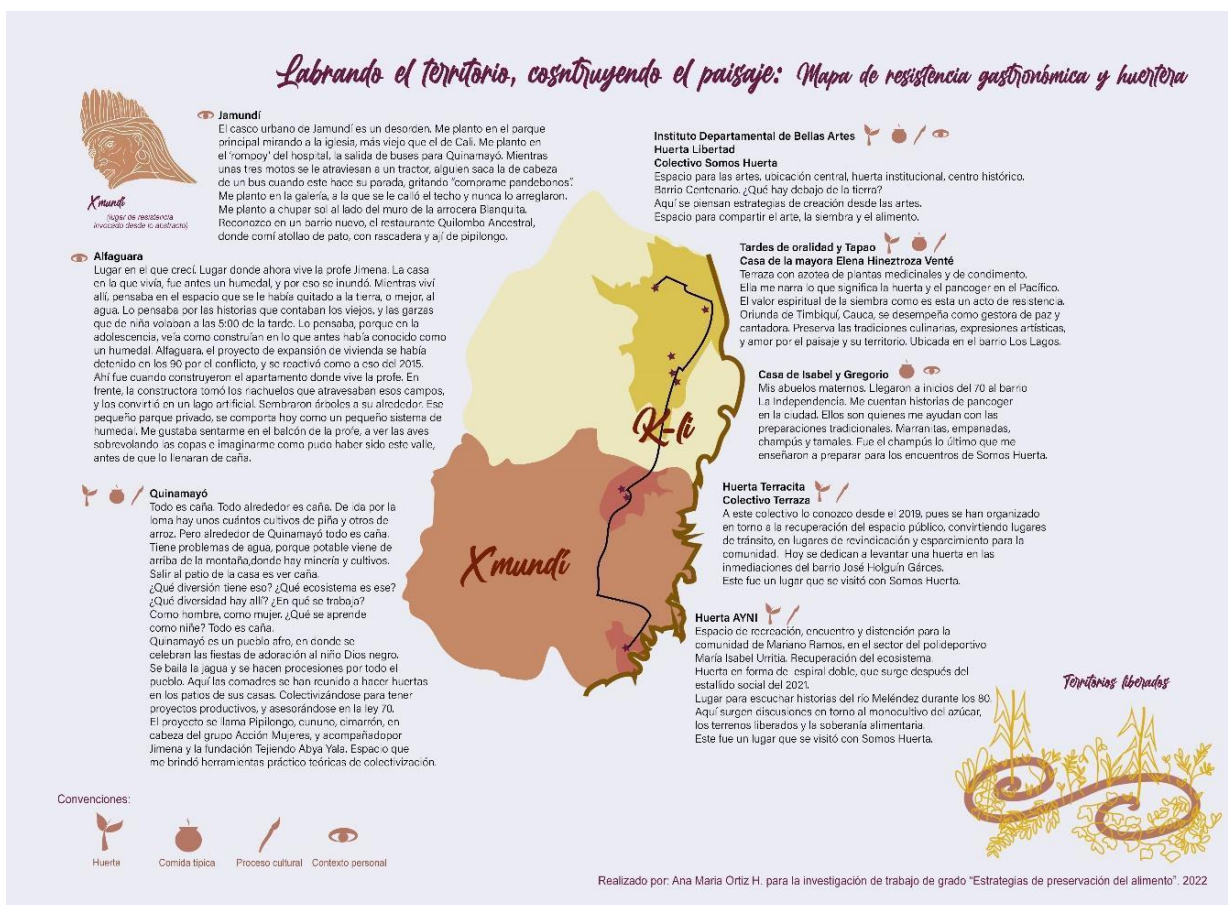 Labrando el territorio, cosntruyendo el paisaje: Mapa de resistencia gastronómica y huertera
Xmundí
(lugar de resistencia
invocado desde lo abstracto)
Jamundí
El casco urbano de Jamundí es un desorden. Me planto en el parque
principal mirando a la iglesia, más viejo que el de Cali. Me planto en
el 'rompoy' del hospital, la salida de buses para Quinamayó. Mientras
unas tres motos se le atraviesan a un tractor, alguien saca la de cabeza
de un bus cuando este hace su parada, gritando "comprame pandebonos".
Me planto en la galería, a la que se le calló el techo y nunca lo arreglaron.
Me planto a chupar sol al lado del muro de la arrocera Blanquita.
Reconozco en un barrio nuevo, el restaurante Quilombo Ancestral,
donde comí atollao de pato, con rascadera y ají de pipilongo.
Alfaguara
Lugar en el que crecí. Lugar donde ahora vive la profe Jimena. La casa
en la que vivía, fue antes un humedal, y por eso se inundó. Mientras viví
allí, pensaba en el espacio que se le había quitado a la tierra, o mejor, al
agua. Lo pensaba por las historias que contaban los viejos, y las garzas
que de niña volaban a las 5:00 de la tarde. Lo pensaba, porque en la
adolescencia, veía como construían en lo que antes había conocido como
un humedal. Alfaguara, el proyecto de expansión de vivienda se había
detenido en los 90 por el conflicto, y se reactivó como a eso del 2015.
Ahí fue cuando construyeron el apartamento donde vive la profe. En
frente, la constructora tomó los riachuelos que atravesaban esos campos,
y los convirtió en un lago artificial. Sembraron árboles a su alrededor. Ese
pequeño parque privado, se comporta hoy como un pequeño sistema de
humedal. Me gustaba sentarme en el balcón de la profe, a ver las aves
sobrevolando las copas e imaginarme como pudo haber sido este valle,
antes de que lo llenaran de caña.
Quinamayó
Todo es caña. Todo alrededor es caña. De ida por la
loma hay unos cuántos cultivos de piña y otros de
arroz. Pero alrededor de Quinamayó todo es caña.
Tiene problemas de agua, porque potable viene de
arriba de la montaña,donde hay minería y cultivos.
Salir al patio de la casa es ver caña.
¿Qué diversión tiene eso? ¿Qué ecosistema es ese?
¿Qué diversidad hay allí? ¿En qué se trabaja?
Como hombre, como mujer. ¿Qué se aprende
como niñe? Todo es caña.
Quinamayó es un pueblo afro, en donde se
celebran las fiestas de adoración al niño Dios negro.
Se baila la jagua y se hacen procesiones por todo el
pueblo. Aquí las comadres se han reunido a hacer huertas
en los patios de sus casas. Colectivizándose para tener
proyectos productivos, y asesorándose en la ley 70.
El proyecto se llama Pipilongo, cununo, cimarrón, en
cabeza del grupo Acción Mujeres, y acompañadopor
Jimena y la fundación Tejiendo Abya Yala. Espacio que
me brindó herramientas práctico teóricas de colectivización.
K-li
Xmundí
Instituto Departamental de Bellas Artes
Huerta Libertad
Colectivo Somos Huerta
Espacio para las artes, ubicación central, huerta institucional, centro histórico.
Barrio Centenario. ¿Qué hay debajo de la tierra?
Aquí se piensan estrategias de creación desde las artes.
Espacio para compartir el arte, la siembra y el alimento.
Tardes de oralidad y Tapao
Casa de la mayora Elena Hineztroza Venté
Terraza con azotea de plantas medicinales y de condimento.
Ella me narra lo que significa la huerta y el pancoger en el Pacífico.
El valor espiritual de la siembra como es esta un acto de resistencia.
Oriunda de Timbiquí, Cauca, se desempeña como gestora de paz y
cantadora. Preserva las tradiciones culinarias, expresiones artísticas,
y amor por el paisaje y su territorio. Ubicada en el barrio Los Lagos.
Casa de Isabel y Gregorio
Mis abuelos maternos. Llegaron a inicios del 70 al barrio
La Independencia. Me cuentan historias de pancoger
en la ciudad. Ellos son quienes me ayudan con las
preparaciones tradicionales. Marranitas, empanadas,
champús y tamales. Fue el champús lo último que me
enseñaron a preparar para los encuentros de Somos Huerta.
Huerta Terracita
Colectivo Terraza
A este colectivo lo conozco desde el 2019, pues se han organizado
en torno a la recuperación del espacio público, convirtiendo lugares
de tránsito, en lugares de revindicación y esparcimiento para la
comunidad. Hoy se dedican a levantar una huerta en las
inmediaciones del barrio José Holguín Gárces.
Este fue un lugar que se visitó con Somos Huerta.
Huerta AYNI
Espacio de recreación, encuentro y distención para la
comunidad de Mariano Ramos, en el sector del polideportivo
María Isabel Urritia. Recuperación del ecosistema.
Huerta en forma de espiral doble, que surge después del
estallido social del 2021.
Lugar para escuchar historias del río Meléndez durante los 80.
Aquí surgen discusiones en torno al monocultivo del azúcar,
los terrenos liberados y la soberanía alimentaria.
Este fue un lugar que se visitó con Somos Huerta.
Territorios liberados
Convenciones:
Huerta
Comida típica
Proceso cultural
Contexto personal
Realizado por: Ana Maria Ortiz H. para la investigación de trabajo de grado "Estrategias de preservación del alimento". 2022